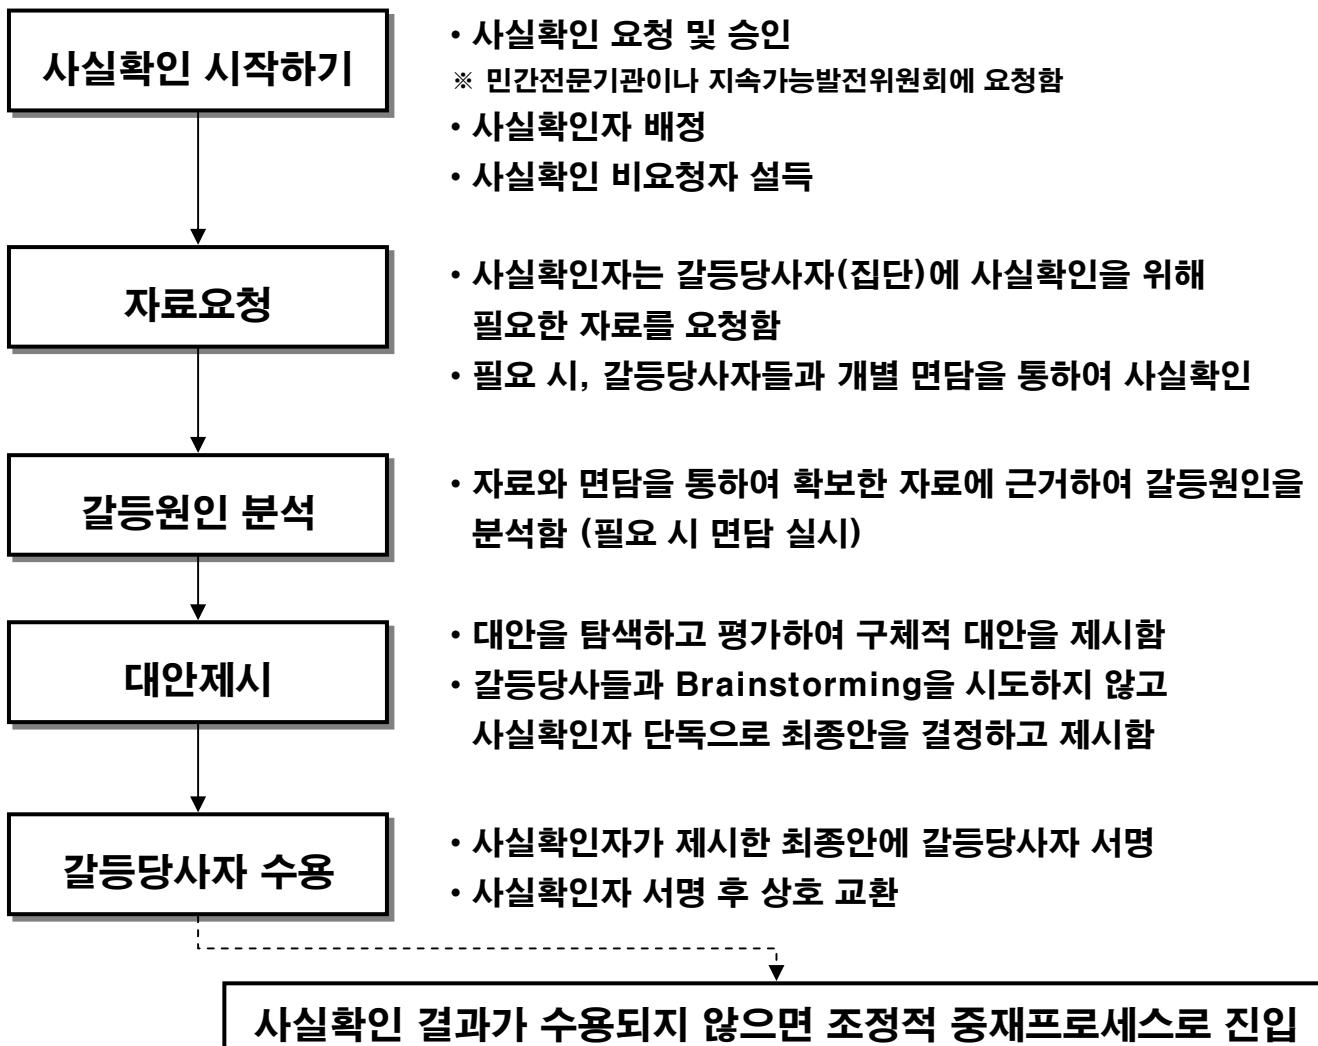 사실확인 시작하기
· 사실확인 요청 및 승인
※ 민간전문기관이나 지속가능발전위원회에 요청함
· 사실확인자 배정
· 사실확인 비요청자 설득
자료요청
· 사실확인자는 갈등당사자(집단)에 사실확인을 위해
필요한 자료를 요청함
· 필요 시, 갈등당사자들과 개별 면담을 통하여 사실확인
갈등원인 분석
· 자료와 면담을 통하여 확보한 자료에 근거하여 갈등원인을
분석함 (필요 시 면담 실시)
대안제시
· 대안을 탐색하고 평가하여 구체적 대안을 제시함
· 갈등당사들과 Brainstorming을 시도하지 않고
사실확인자 단독으로 최종안을 결정하고 제시함
갈등당사자 수용
· 사실확인자가 제시한 최종안에 갈등당사자 서명
· 사실확인자 서명 후 상호 교환
사실확인 결과가 수용되지 않으면 조정적 중재프로세스로 진입